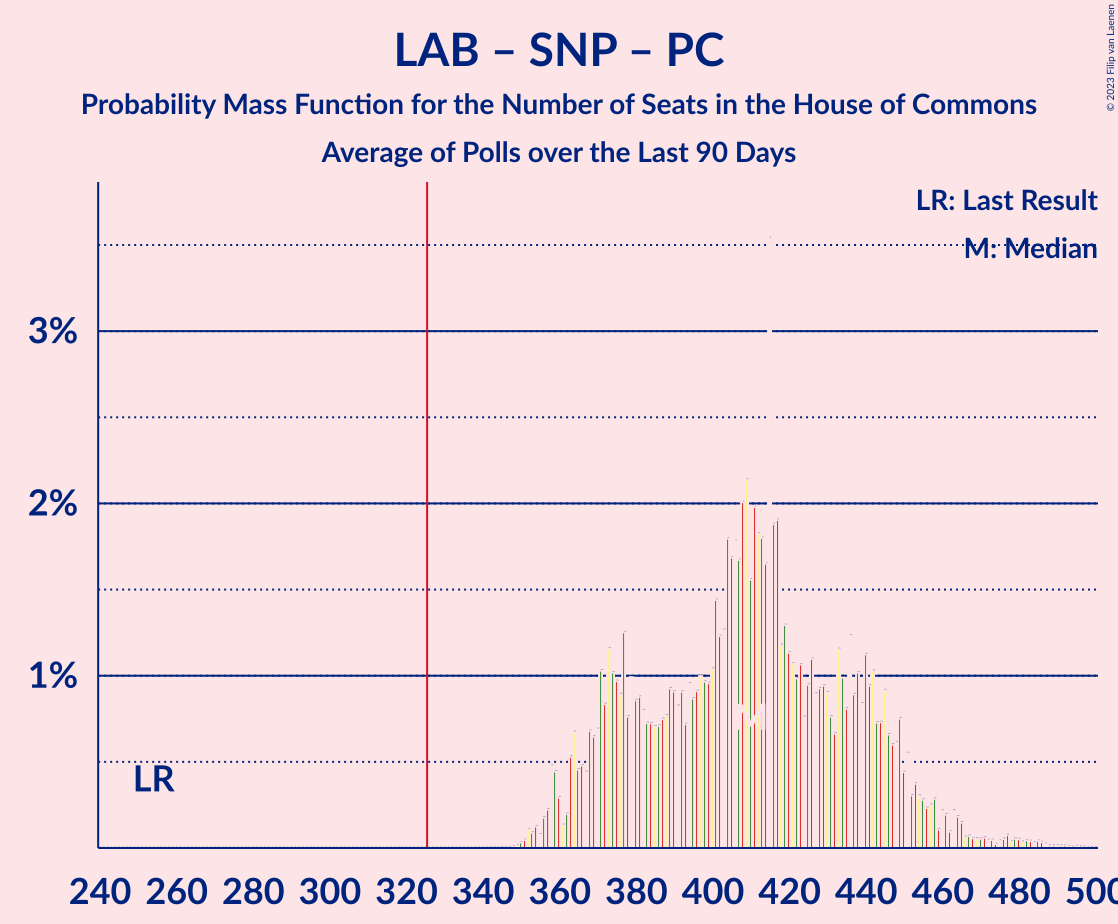 © 2023 Filip van Laenen
LAB – SNP – PC
Probability Mass Function for the Number of Seats in the House of Commons
Average of Polls over the Last 90 Days
LR: Last Result
M: Median
3%
2%
1%
M
LR
240 260 280 300 320 340 360 380 400 420 440 460 480 500